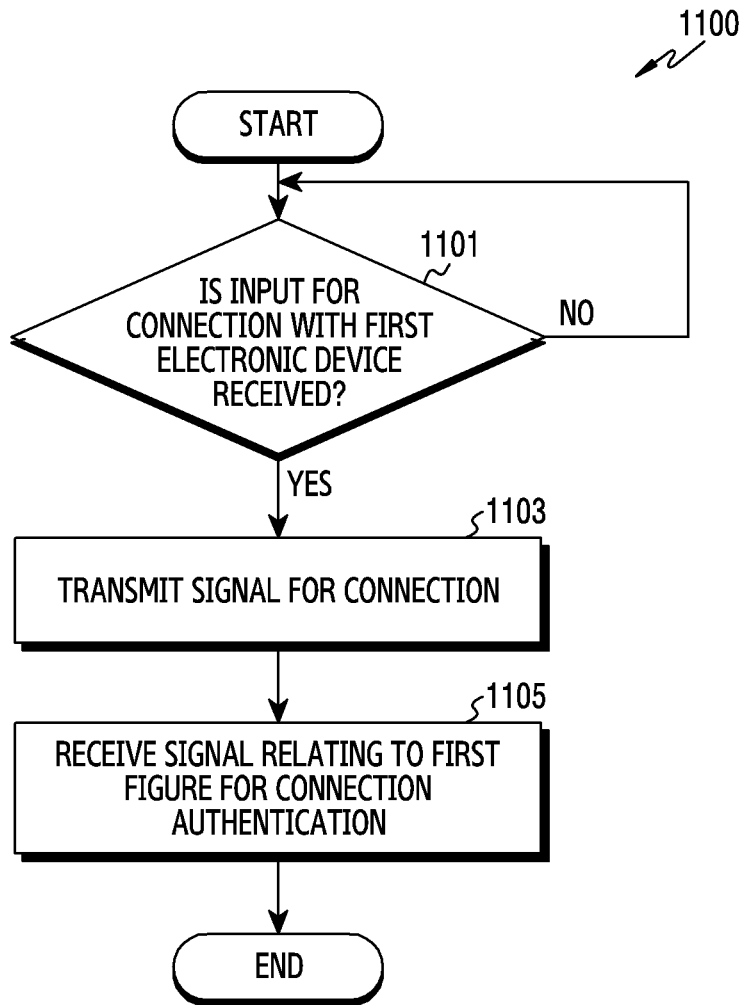 1100
START
1101
IS INPUT FOR
CONNECTION WITH FIRST
ELECTRONIC DEVICE
RECEIVED?
NO
YES
1103
TRANSMIT SIGNAL FOR CONNECTION
1105
RECEIVE SIGNAL RELATING TO FIRST
FIGURE FOR CONNECTION
AUTHENTICATION
END